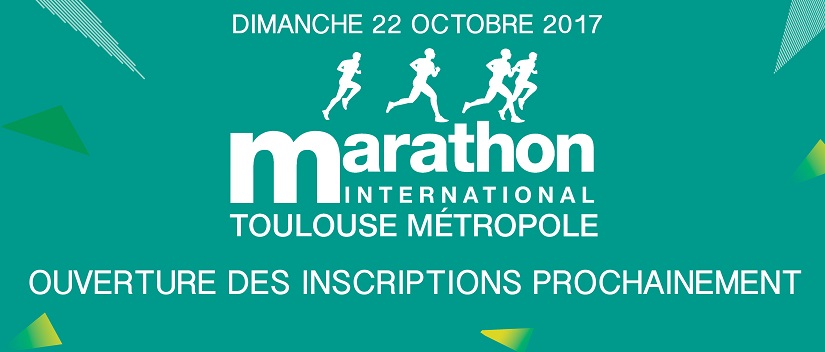 DIMANCHE 22 OCTOBRE 2017
marathon
INTERNATIONAL
TOULOUSE MÉTROPOLE
OUVERTURE DES INSCRIPTIONS PROCHAINEMENT